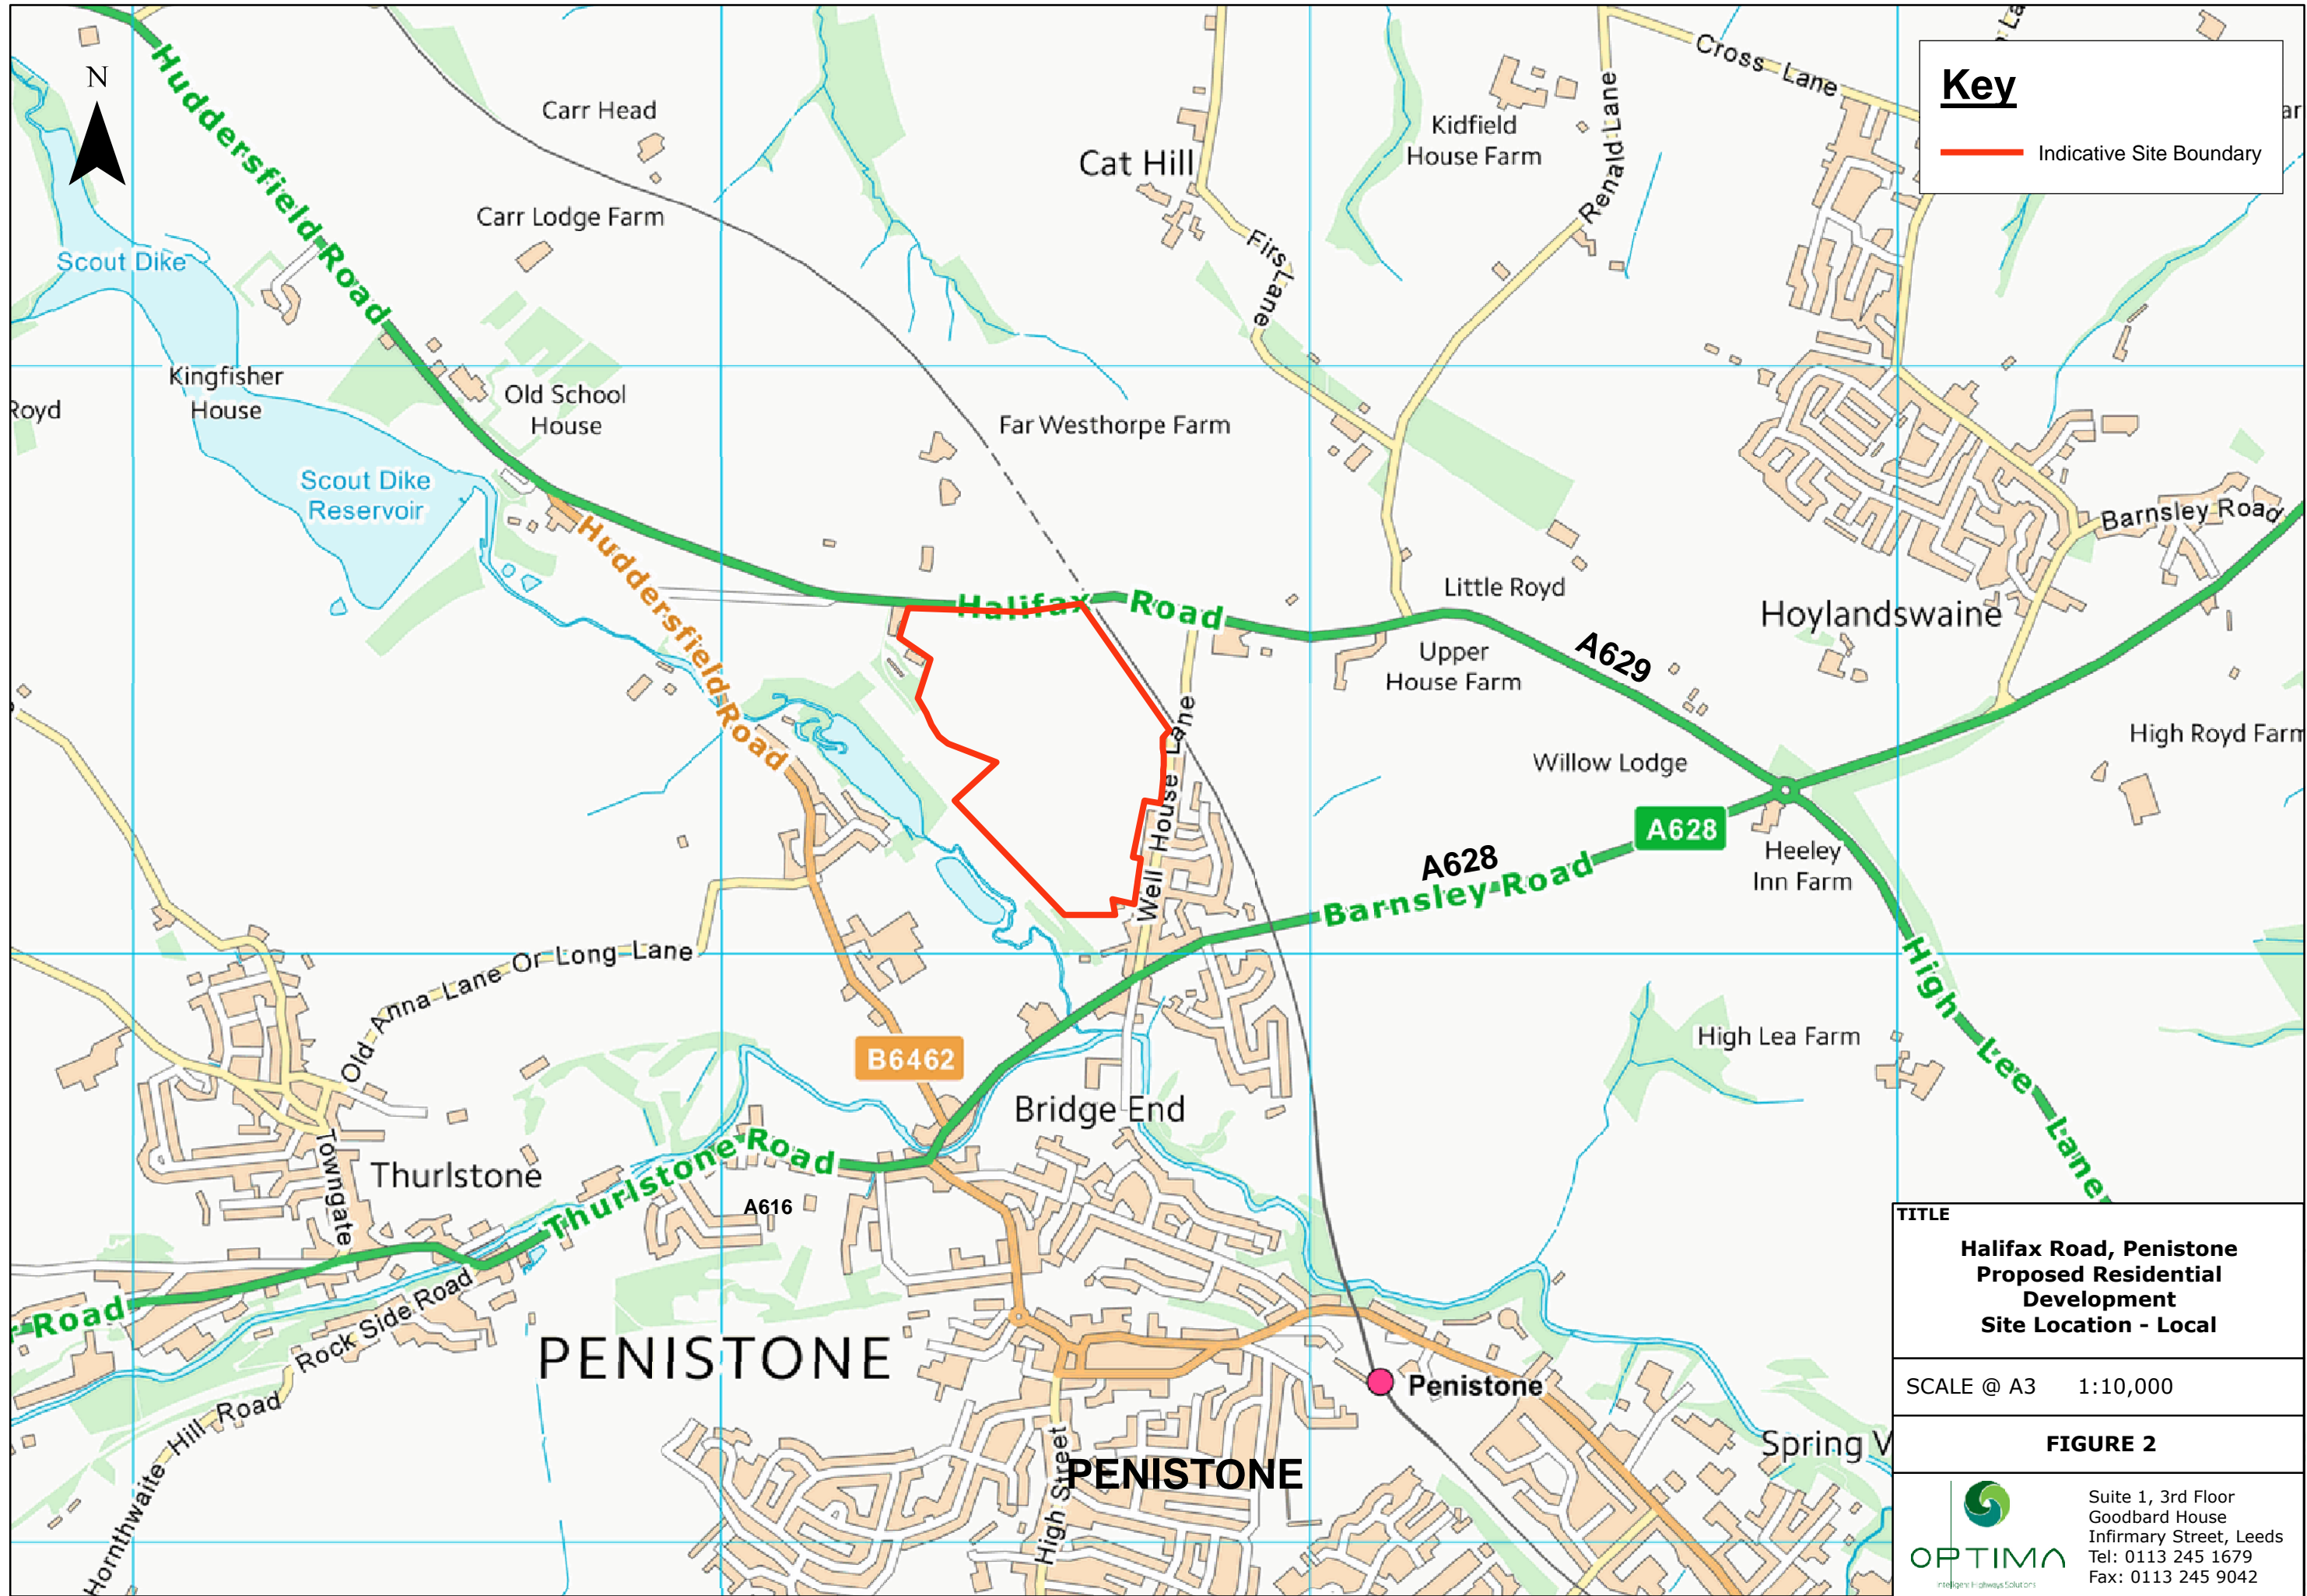 Huddersfield Road
N
Carr Head
Carr Lodge Farm
Scout Dike
Kingfisher
House
Royd
Old School
House
Scout Dike
Reservoir
Huddersfield Road
Cat Hill
Firs Lane
Kidfield
House Farm
Renald Lane
Cross Lane
Key
Indicative Site Boundary
Far Westhorpe Farm
Halifax Road
Little Royd
Upper
House Farm
A629
Hoylandswaine
Barnsley Road
High Royd Farm
Willow Lodge
A628
Heeley
Inn Farm
A628
Barnsley Road
Well House Lane
High Lee Lane
High Lea Farm
Old Anna Lane Or Long Lane
B6462
Bridge End
Thurlstone
Towngate
Thurlstone Road
A616
Road
Rock Side Road
Hornthwaite Hill Road
PENISTONE
Penistone
High Street
PENISTONE
Spring V
TITLE
Halifax Road, Penistone
Proposed Residential
Development
Site Location - Local
SCALE @ A3 1:10,000
FIGURE 2
OPTIMA
Intelligent Highways Solutions
Suite 1, 3rd Floor
Goodbard House
Infirmary Street, Leeds
Tel: 0113 245 1679
Fax: 0113 245 9042